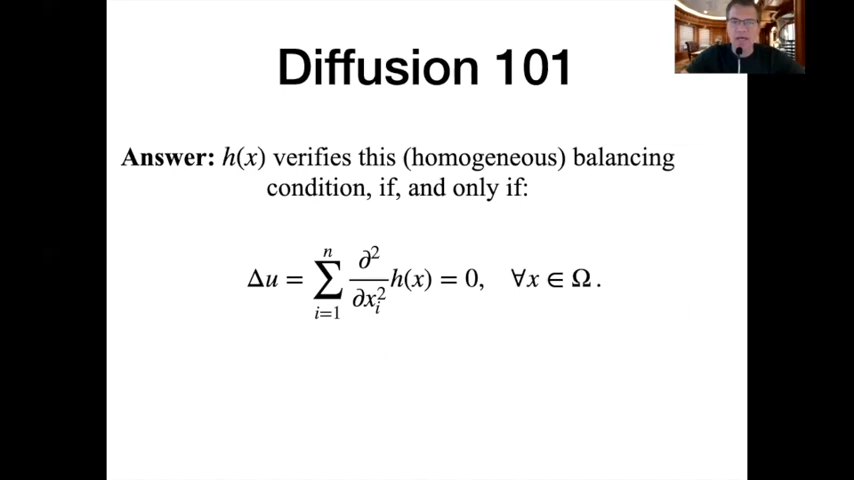 Diffusion 101
Answer: h(x) verifies this (homogeneous) balancing
condition, if, and only if:
Δu = ∑_{i=1}^{n} ∂²/∂x_i² h(x) = 0, ∀x ∈ Ω.